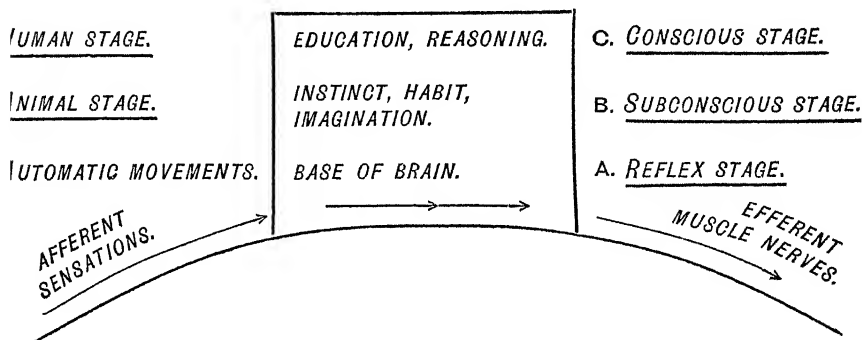 UMAN STAGE.
EDUCATION, REASONING.
C. CONSCIOUS STAGE.
NIMAL STAGE.
INSTINCT, HABIT,
IMAGINATION.
B. SUBCONSCIOUS STAGE.
UTOMATIC MOVEMENTS.
BASE OF BRAIN.
A. REFLEX STAGE.
AFFERENT
SENSATIONS.
EFFERENT
MUSCLE NERVES.